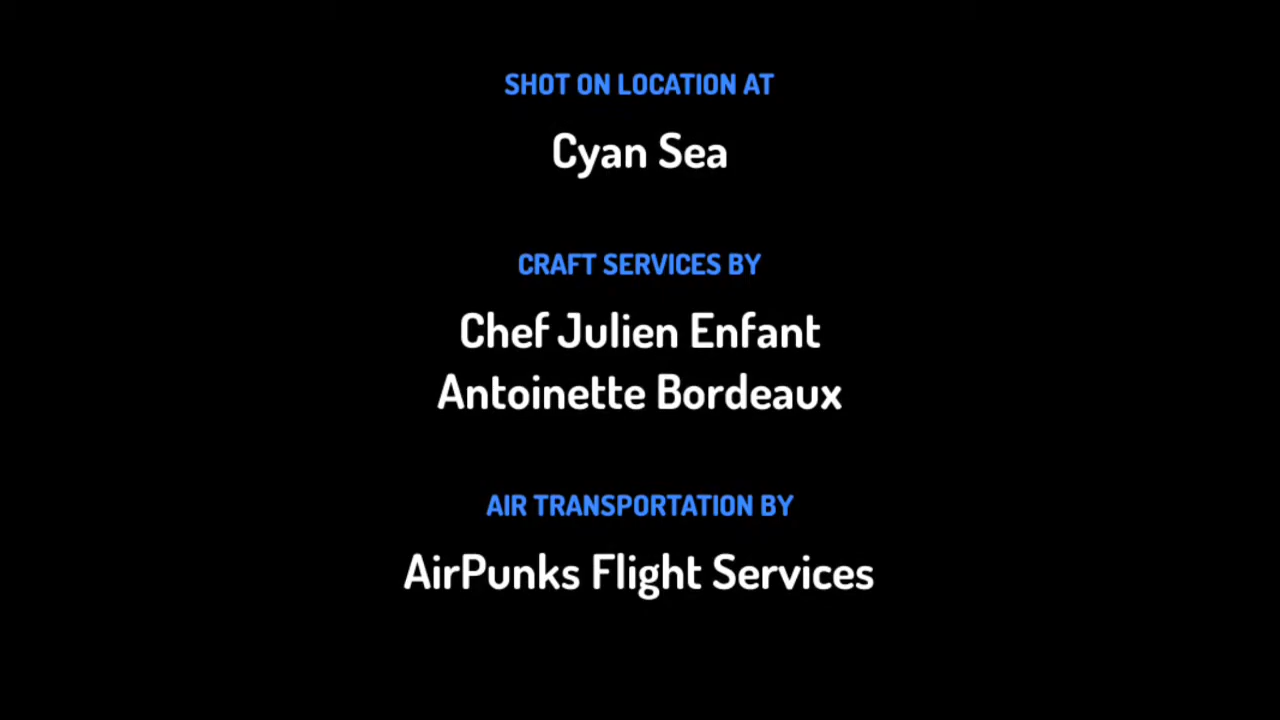 SHOT ON LOCATION AT
Cyan Sea
CRAFT SERVICES BY
Chef Julien Enfant
Antoinette Bordeaux
AIR TRANSPORTATION BY
AirPunks Flight Services